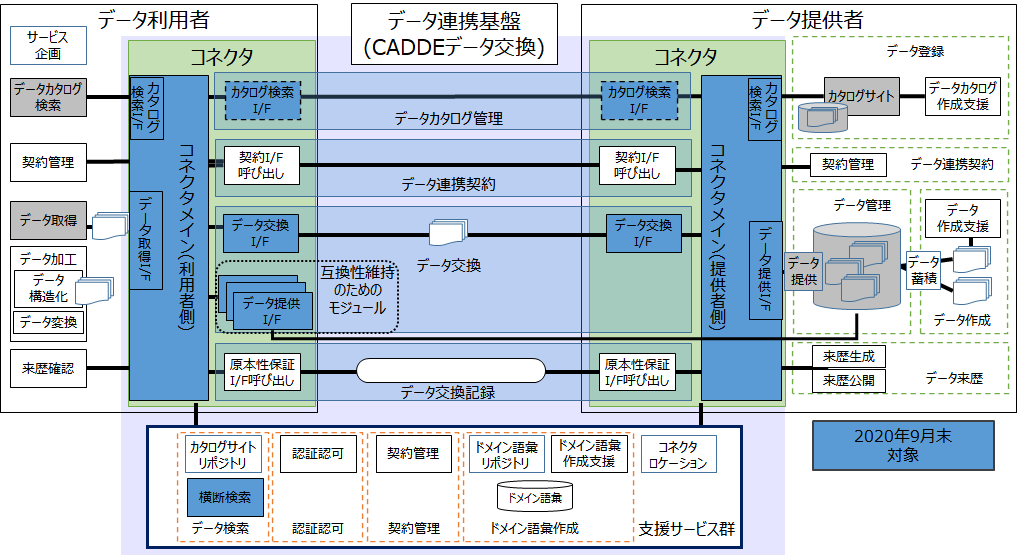 データ利用者
データ連携基盤
(CADDEデータ交換)
データ提供者
サービス
企画
データカタログ
検索
契約管理
データ取得
データ加工
データ
構造化
データ変換
来歴確認
コネクタ
カタログ
検索I/F
コネクタメイン(利用者側)
データ取得I/F
カタログ検索
I/F
契約I/F
呼び出し
データ交換
I/F
データ提供
I/F
互換性維持
のための
モジュール
原本性保証
I/F呼び出し
データカタログ管理
データ連携契約
データ交換
データ交換記録
コネクタ
カタログ検索
I/F
契約I/F
呼び出し
データ交換
I/F
原本性保証
I/F呼び出し
カタログ
検索I/F
コネクタメイン(提供者側)
データ提供I/F
データ登録
カタログサイト
データカタログ
作成支援
契約管理
データ連携契約
データ管理
データ
提供
データ
蓄積
データ
作成支援
データ作成
来歴生成
来歴公開
データ来歴
カタログサイト
リポジトリ
横断検索
データ検索
認証認可
認証認可
契約管理
契約管理
ドメイン語彙
リポジトリ
ドメイン語彙
作成支援
ドメイン語彙
ドメイン語彙作成
コネクタ
ロケーション
支援サービス群
2020年9月末
対象